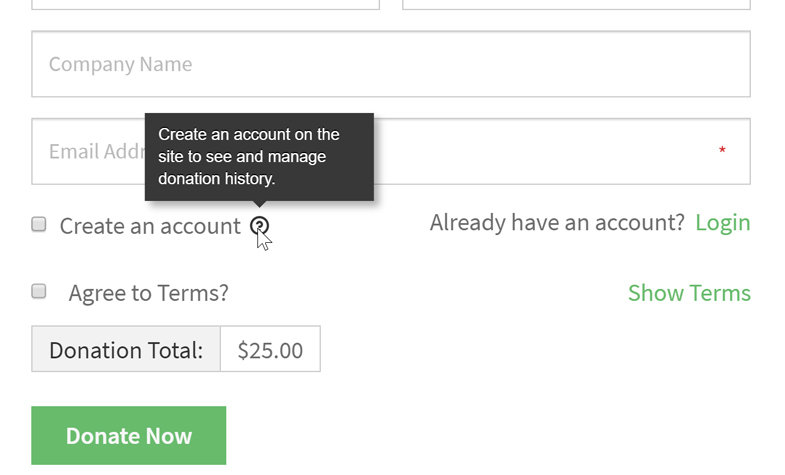 Company Name
Create an account on the
site to see and manage
donation history.
Email Addr
*
Create an account ?
Already have an account? Login
Agree to Terms?
Show Terms
Donation Total: $25.00
Donate Now